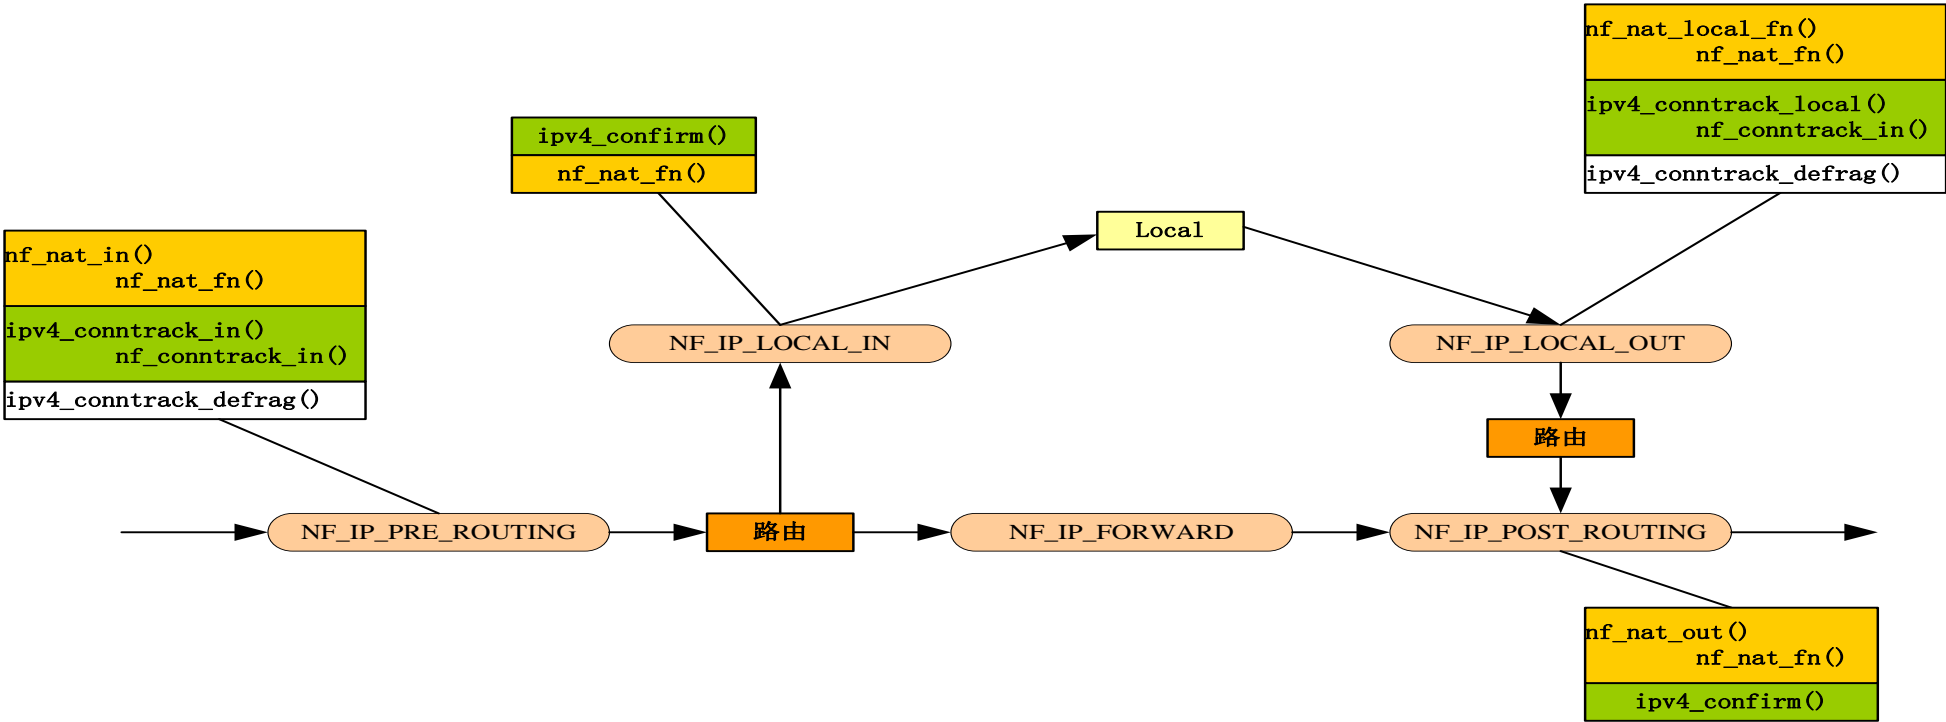 nf_nat_local_fn()
nf_nat_fn()
ipv4_conntrack_local()
nf_conntrack_in()
ipv4_conntrack_defrag()
ipv4_confirm()
nf_nat_fn()
Local
nf_nat_in()
nf_nat_fn()
ipv4_conntrack_in()
nf_conntrack_in()
ipv4_conntrack_defrag()
NF_IP_LOCAL_IN
NF_IP_LOCAL_OUT
路由
NF_IP_PRE_ROUTING
路由
NF_IP_FORWARD
NF_IP_POST_ROUTING
nf_nat_out()
nf_nat_fn()
ipv4_confirm()